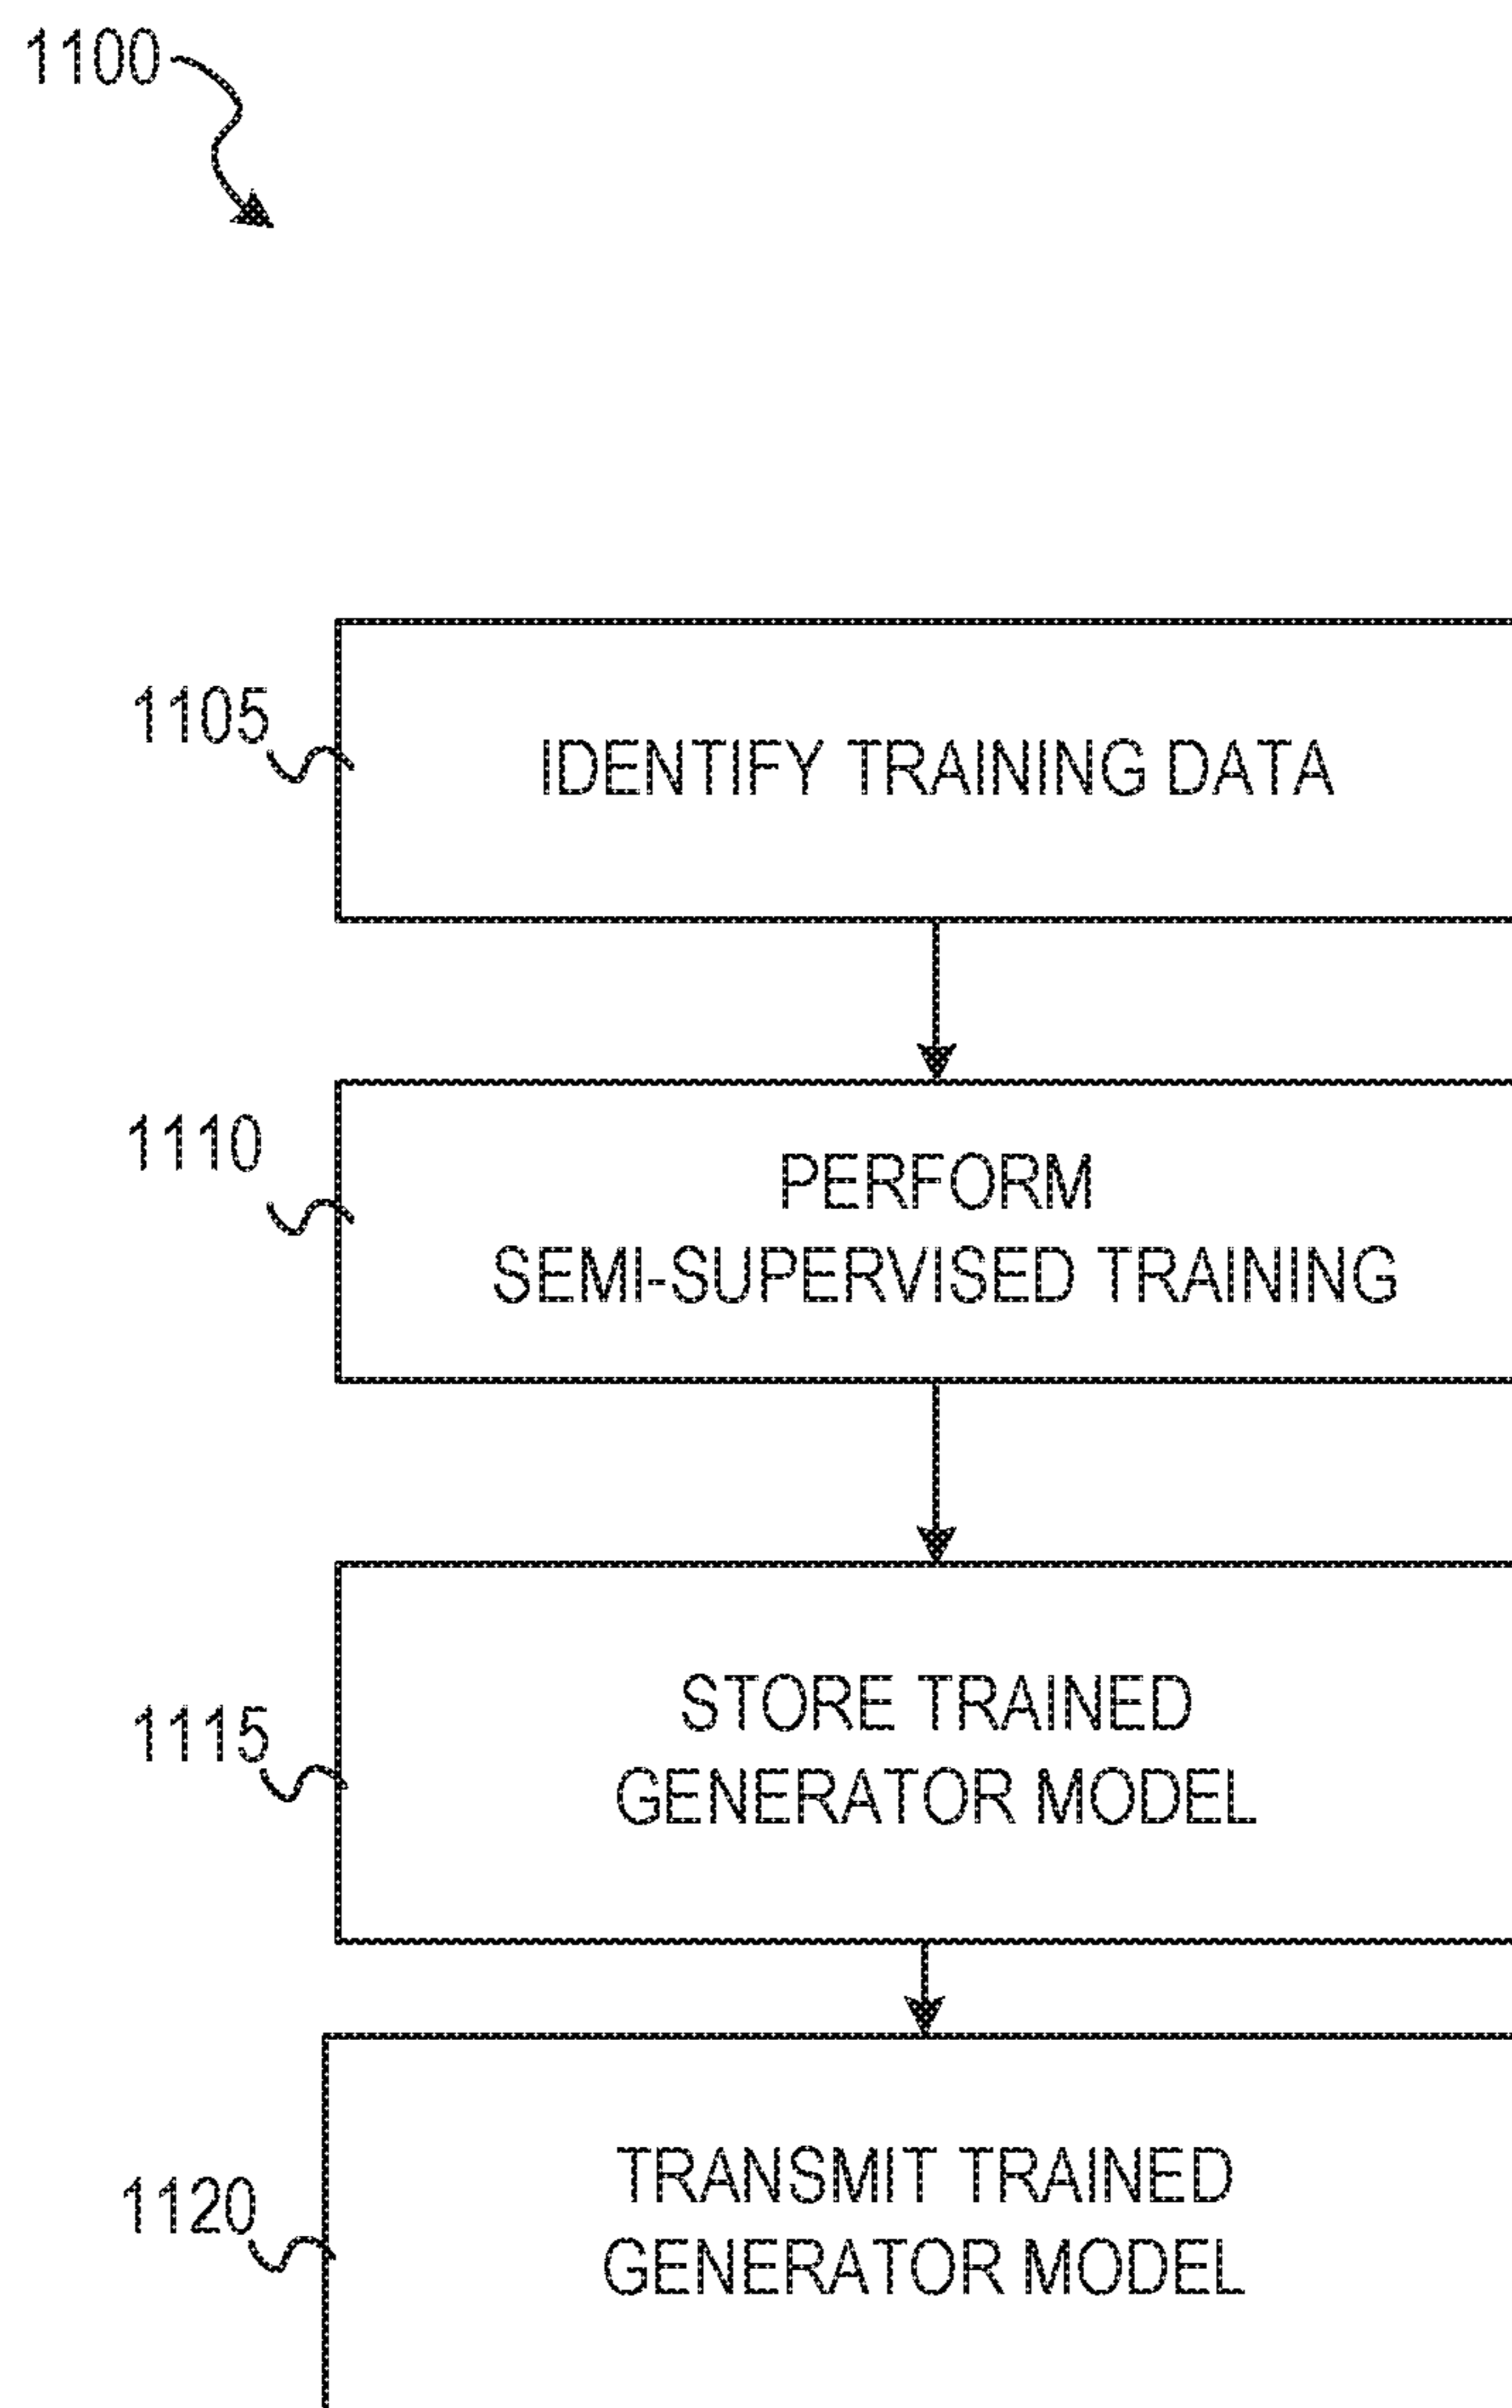 1100
1105
IDENTIFY TRAINING DATA
1110
PERFORM
SEMI-SUPERVISED TRAINING
1115
STORE TRAINED
GENERATOR MODEL
1120
TRANSMIT TRAINED
GENERATOR MODEL